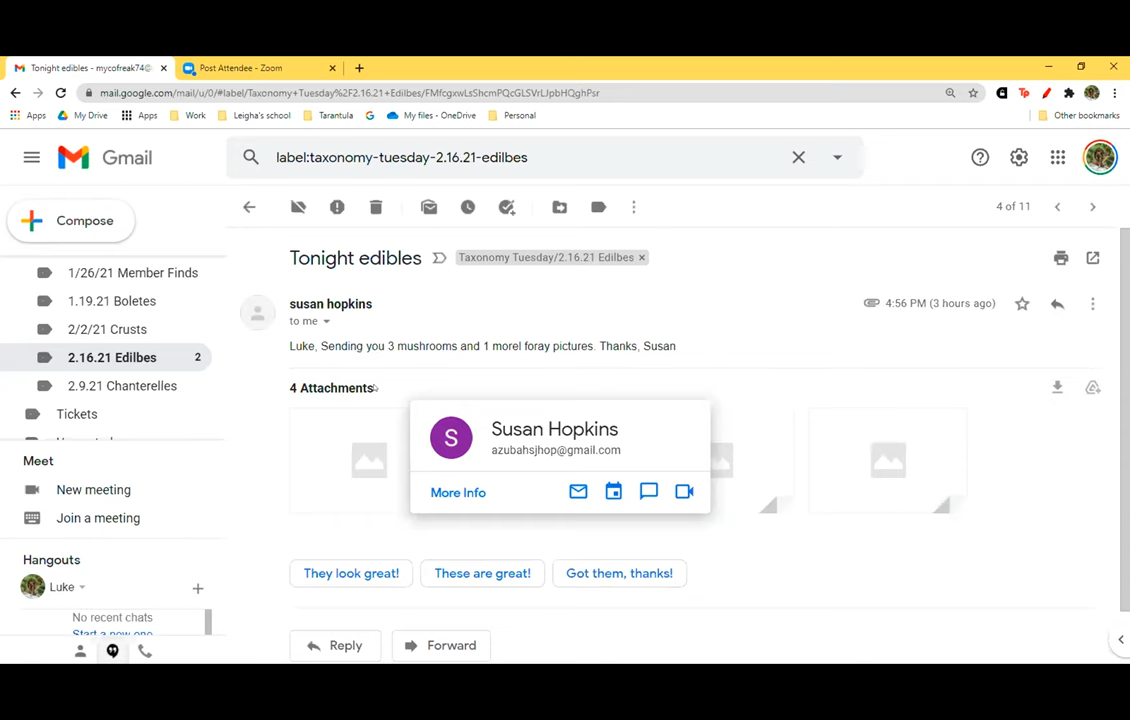 Tonight edibles - mycofreak74@
Post Attendee - Zoom
mail.google.com/mail/u/0/#label/Taxonomy+Tuesday%2F2.16.21+Edilbes/FMfcgxwLsShcmPQcGLSVrLJpbHQghPsr
Apps
My Drive
Apps
Work
Leigha's school
Tarantula
My files - OneDrive
Personal
Other bookmarks
Gmail
label:taxonomy-tuesday-2.16.21-edilbes
Compose
4 of 11
1/26/21 Member Finds
1.19.21 Boletes
2/2/21 Crusts
2.16.21 Edilbes 2
2.9.21 Chanterelles
Tickets
Meet
New meeting
Join a meeting
Hangouts
Luke
No recent chats
Start a new one
Tonight edibles
Taxonomy Tuesday/2.16.21 Edilbes x
susan hopkins
4:56 PM (3 hours ago)
to me
Luke, Sending you 3 mushrooms and 1 morel foray pictures. Thanks, Susan
4 Attachments
S
Susan Hopkins
azubahsjhop@gmail.com
More Info
They look great!
These are great!
Got them, thanks!
Reply
Forward